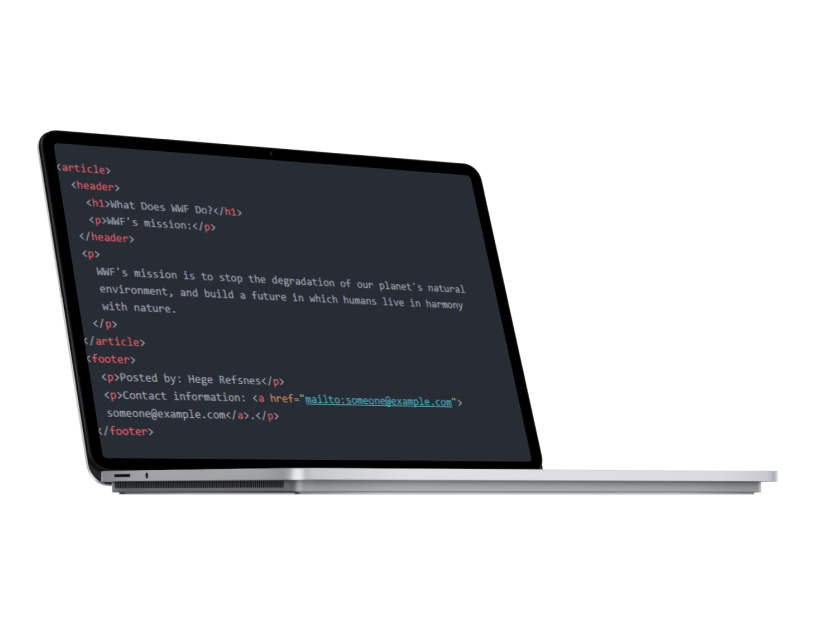 <article>
<header>
<h1>What Does WWF Do?</h1>
<p>WWF's mission:</p>
</header>
<p>
WWF's mission is to stop the degradation of our planet's natural
environment, and build a future in which humans live in harmony
with nature.
</p>
</article>
<footer>
<p>Posted by: Hege Refsnes</p>
<p>Contact information: <a href="mailto:someone@example.com">
someone@example.com</a>.</p>
</footer>